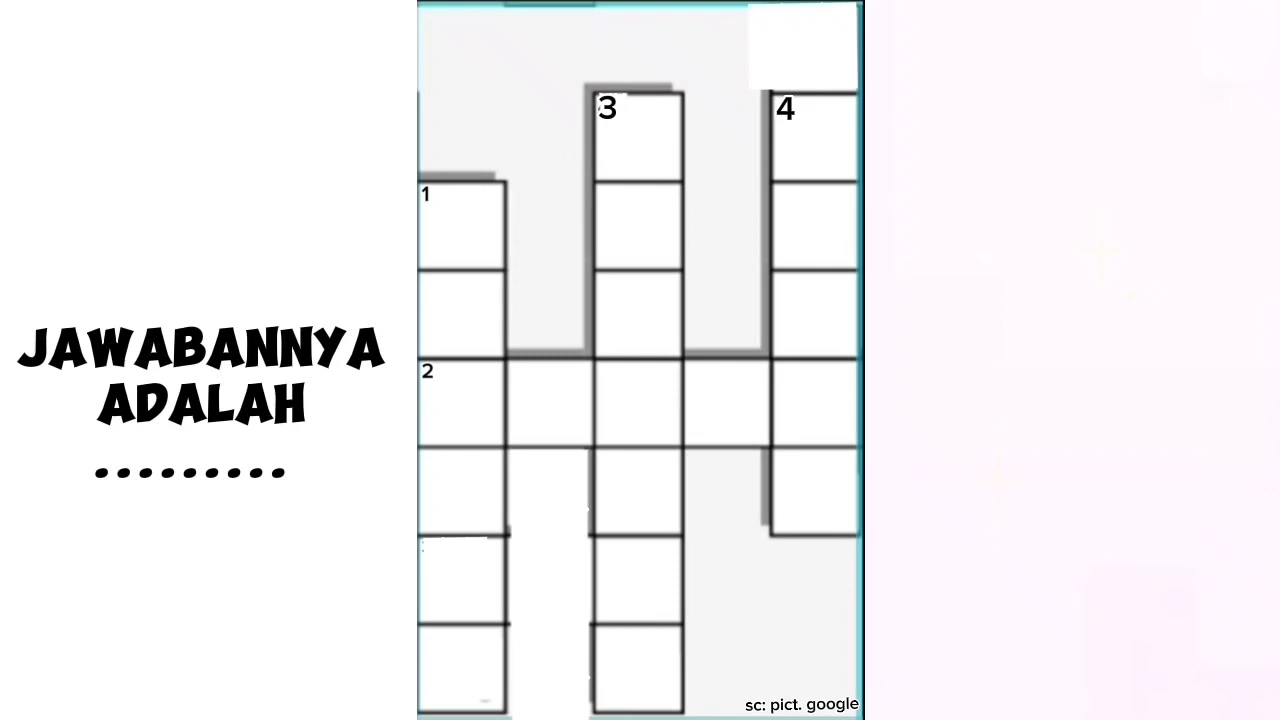 JAWABANNYA
ADALAH
.........
3
4
1
2
sc: pict. google